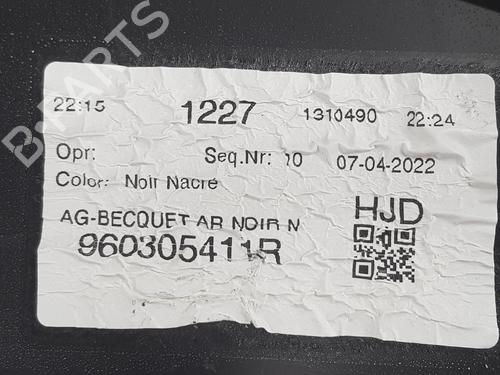 22:15 1227 1310490 22:24
Opr: Seq.Nr: 10 07-04-2022
Color: Noir Nacré
AG-BECQUET AR NOIR N
HJD
960305411R
B-PARTS